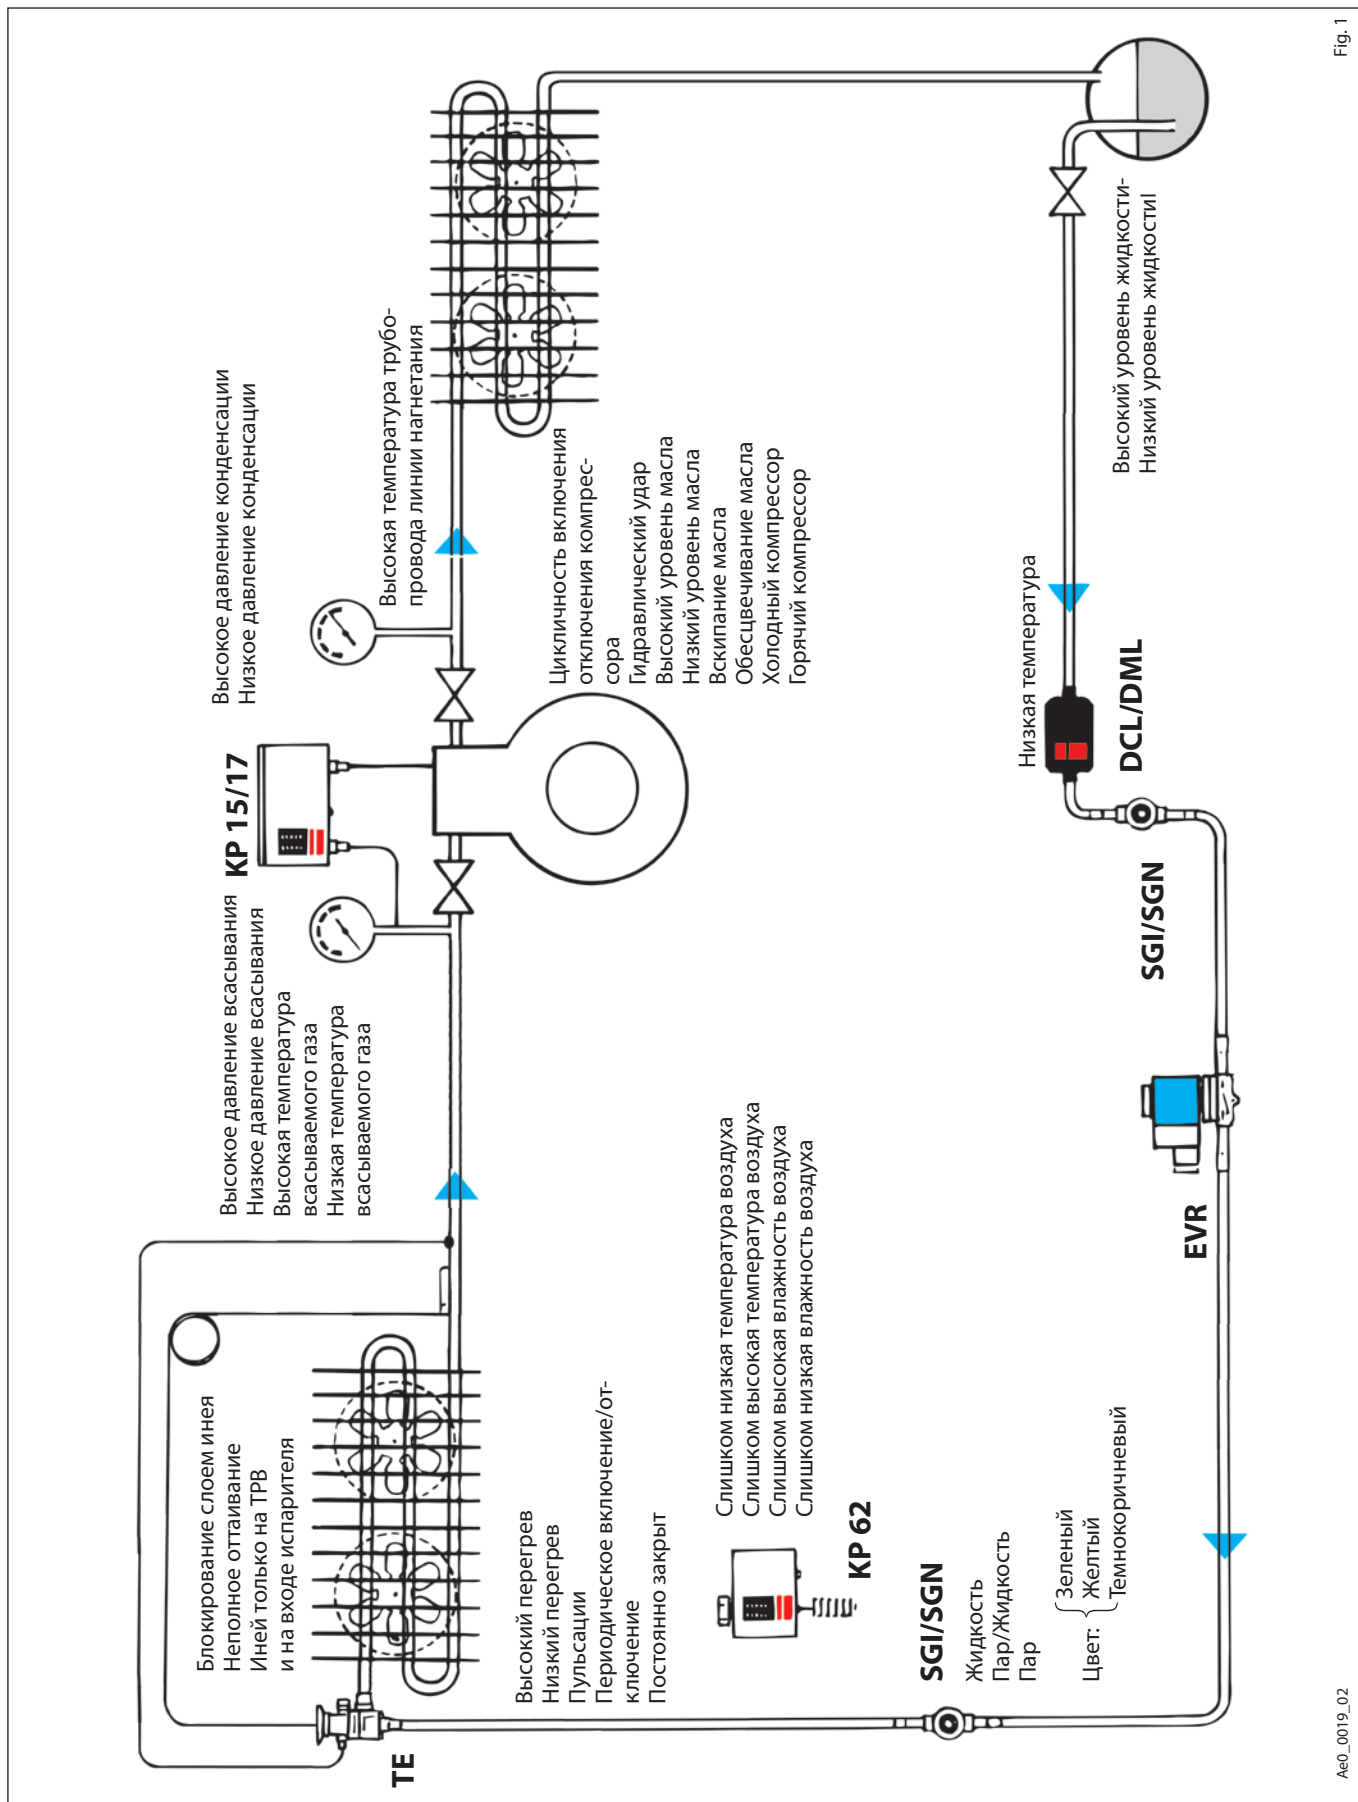 Fig. 1
Высокое давление конденсации
Низкое давление конденсации
Высокая температура трубо-
провода линии нагнетания
KP 15/17
Высокое давление всасывания
Низкое давление всасывания
Высокая температура
всасываемого газа
Низкая температура
всасываемого газа
Блокирование слоем инея
Неполное оттаивание
Иней только на ТРВ
и на входе испарителя
TE
Высокий перегрев
Низкий перегрев
Пульсации
Периодическое включение/от-
ключение
Постоянно закрыт
Цикличность включения
отключения компрес-
сора
Гидравлический удар
Высокий уровень масла
Низкий уровень масла
Вскипание масла
Обесцвечивание масла
Холодный компрессор
Горячий компрессор
Слишком низкая температура воздуха
Слишком высокая температура воздуха
Слишком высокая влажность воздуха
Слишком низкая влажность воздуха
KP 62
Высокий уровень жидкости-
Низкий уровень жидкостиl
Низкая температура
DCL/DML
SGI/SGN
EVR
SGI/SGN
Жидкость
Пар/Жидкость
Пар
Цвет:
Зеленый
Желтый
Темнокоричневый
Ae0_0019_02